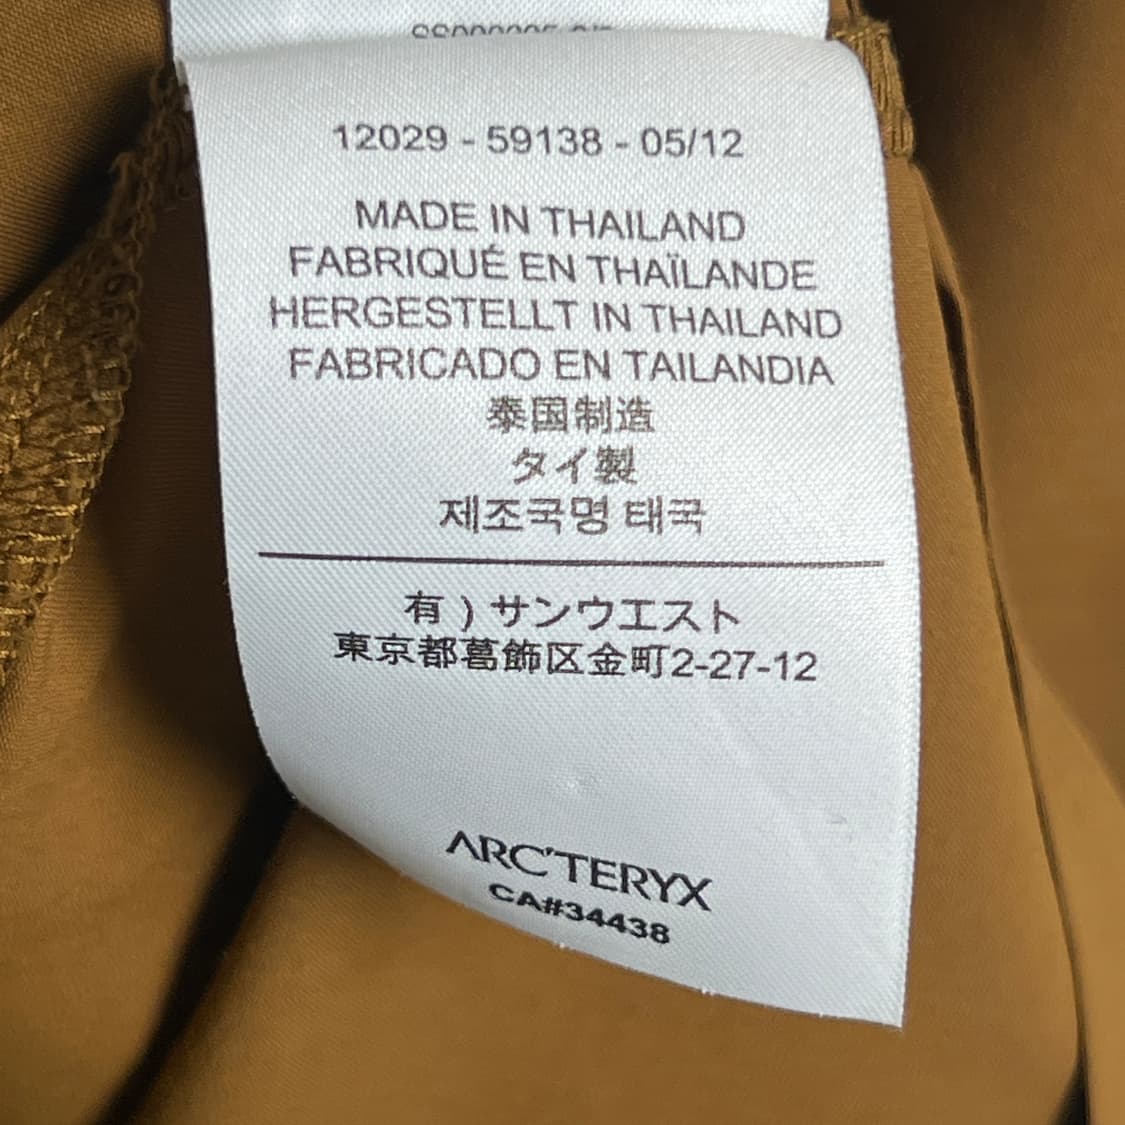 12029 - 59138 - 05/12
MADE IN THAILAND
FABRIQUÉ EN THAÏLANDE
HERGESTELLT IN THAILAND
FABRICADO EN TAILANDIA
泰国制造
タイ製
제조국명 태국
有 ) サンウエスト
東京都葛飾区金町2-27-12
ARC'TERYX
CA#34438